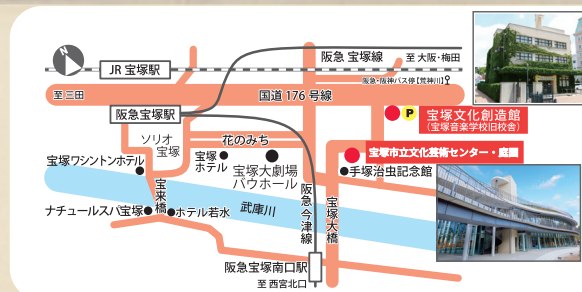 N
JR 宝塚駅
阪急 宝塚線
至 大阪・梅田
阪急・阪神バス停【荒神川】
至 三田
国道 176 号線
阪急宝塚駅
P
宝塚文化創造館
(宝塚音楽学校旧校舎)
ソリオ
宝塚
花のみち
宝塚ワシントンホテル
宝塚
ホテル
宝塚大劇場
バウホール
宝塚市立文化芸術センター・庭園
手塚治虫記念館
宝来橋
武庫川
阪急今津線
宝塚大橋
ナチュールスパ宝塚
ホテル若水
阪急宝塚南口駅
至 西宮北口